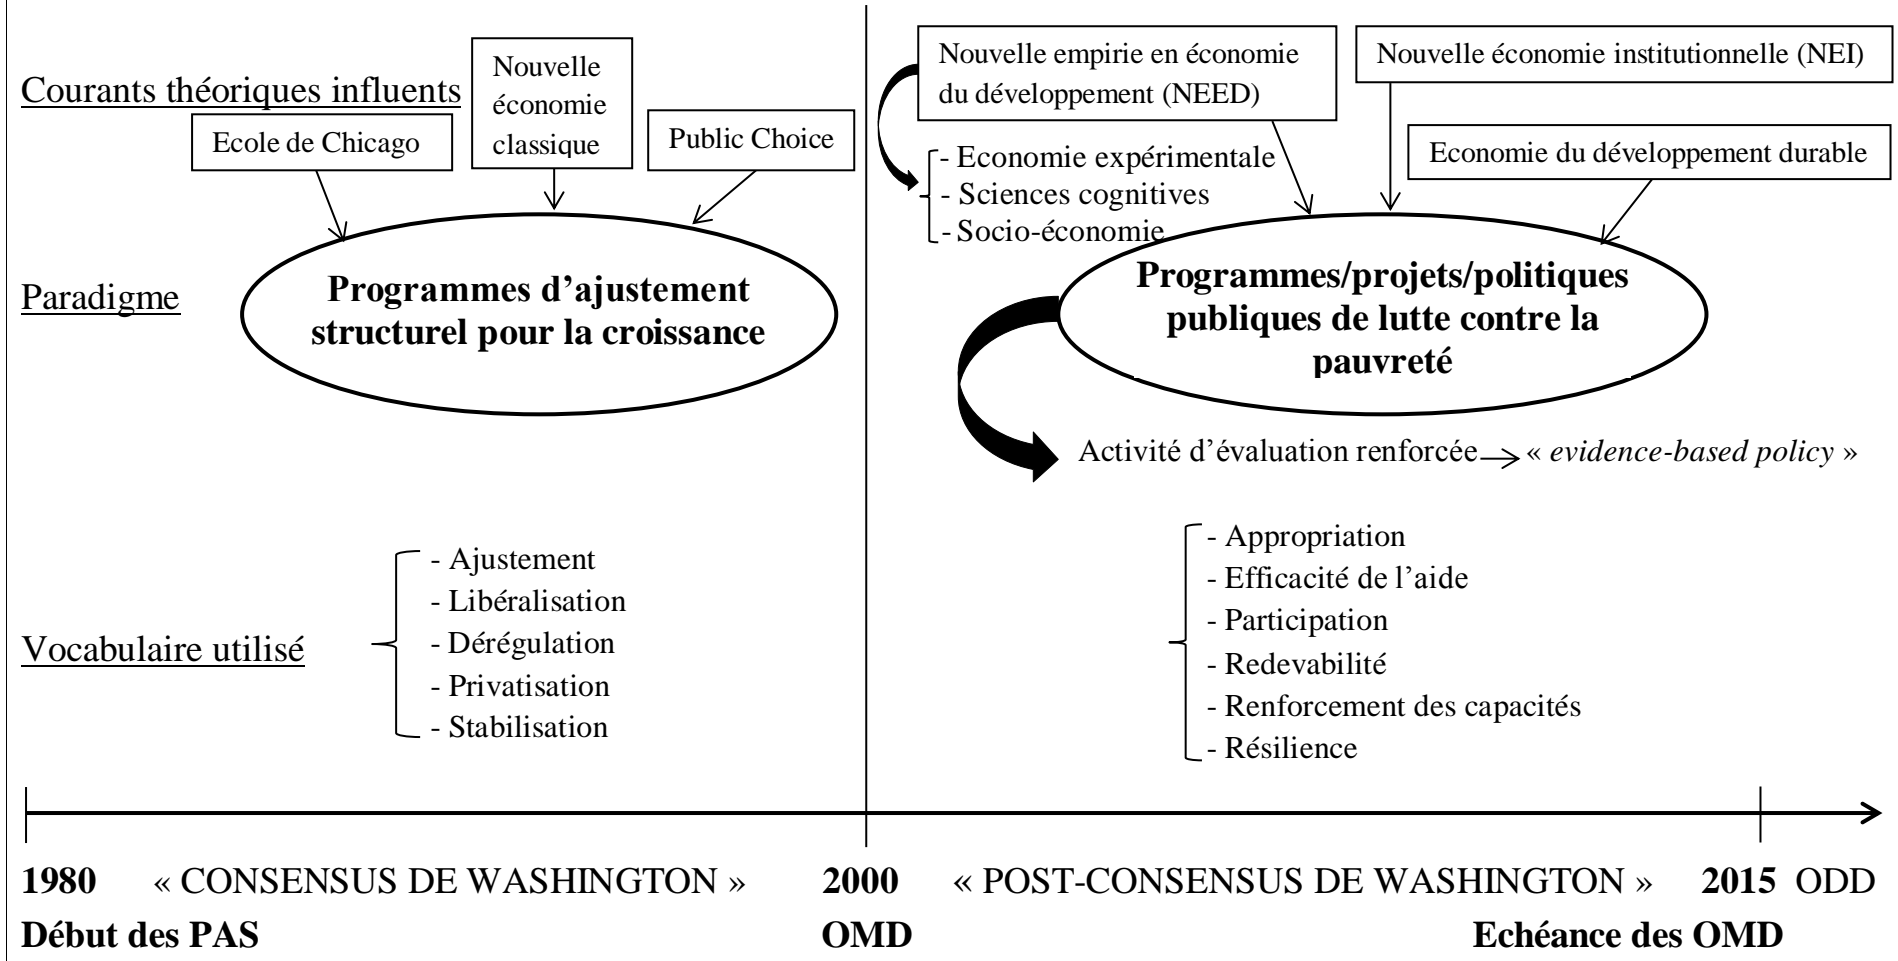 Courants théoriques influents
Ecole de Chicago
Nouvelle
économie
classique
Public Choice
Nouvelle empirie en économie
du développement (NEED)
Nouvelle économie institutionnelle (NEI)
Economie du développement durable
- Economie expérimentale
- Sciences cognitives
- Socio-économie
Paradigme
Programmes d’ajustement
structurel pour la croissance
Programmes/projets/politiques
publiques de lutte contre la
pauvreté
Activité d’évaluation renforcée
« evidence-based policy »
Vocabulaire utilisé
- Ajustement
- Libéralisation
- Dérégulation
- Privatisation
- Stabilisation
- Appropriation
- Efficacité de l’aide
- Participation
- Redevabilité
- Renforcement des capacités
- Résilience
1980 « CONSENSUS DE WASHINGTON » 2000 « POST-CONSENSUS DE WASHINGTON » 2015 ODD
Début des PAS OMD Echéance des OMD